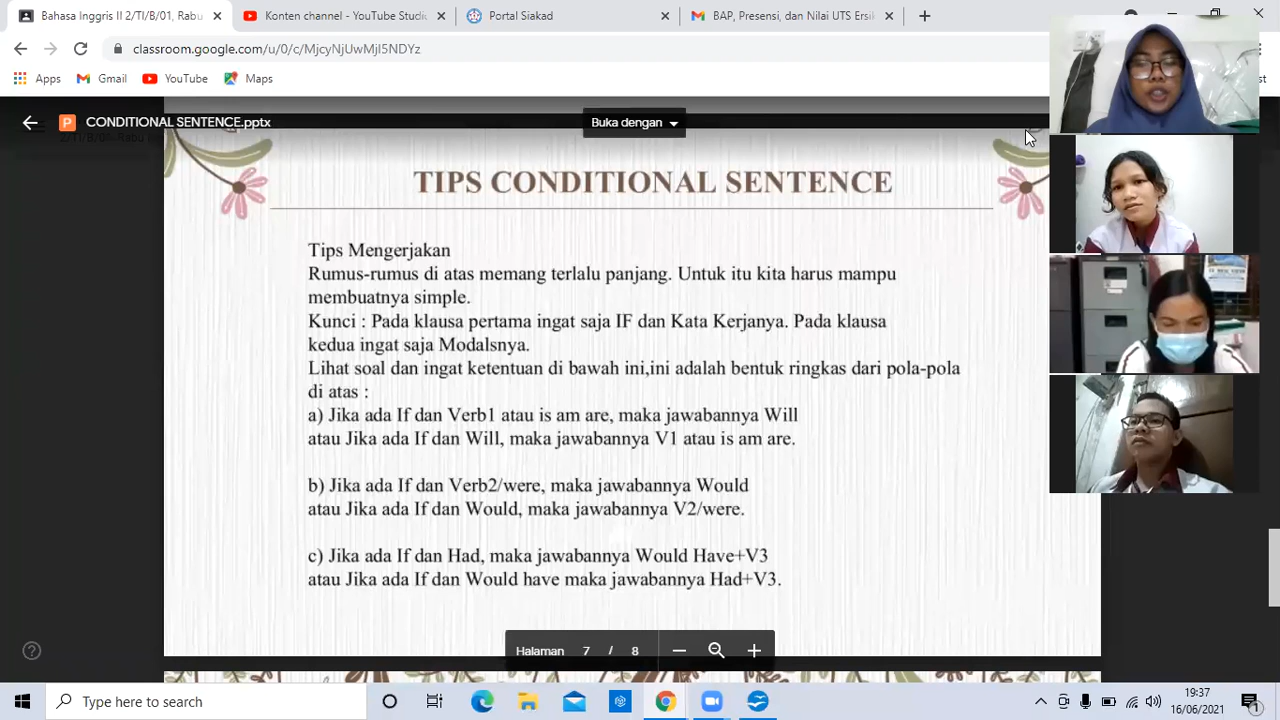 Bahasa Inggris II 2/TI/B/01, Rabu
Konten channel - YouTube Studi
Portal Siakad
BAP, Presensi, dan Nilai UTS Ersik
classroom.google.com/u/0/c/MjcyNjUwMjI5NDYz
Apps
Gmail
YouTube
Maps
CONDITIONAL SENTENCE.pptx
Buka dengan
TIPS CONDITIONAL SENTENCE
Tips Mengerjakan
Rumus-rumus di atas memang terlalu panjang. Untuk itu kita harus mampu
membuatnya simple.
Kunci : Pada klausa pertama ingat saja IF dan Kata Kerjanya. Pada klausa
kedua ingat saja Modalsnya.
Lihat soal dan ingat ketentuan di bawah ini,ini adalah bentuk ringkas dari pola-pola
di atas :
a) Jika ada If dan Verb1 atau is am are, maka jawabannya Will
atau Jika ada If dan Will, maka jawabannya V1 atau is am are.
b) Jika ada If dan Verb2/were, maka jawabannya Would
atau Jika ada If dan Would, maka jawabannya V2/were.
c) Jika ada If dan Had, maka jawabannya Would Have+V3
atau Jika ada If dan Would have maka jawabannya Had+V3.
Halaman 7 / 8
Type here to search
19:37
16/06/2021